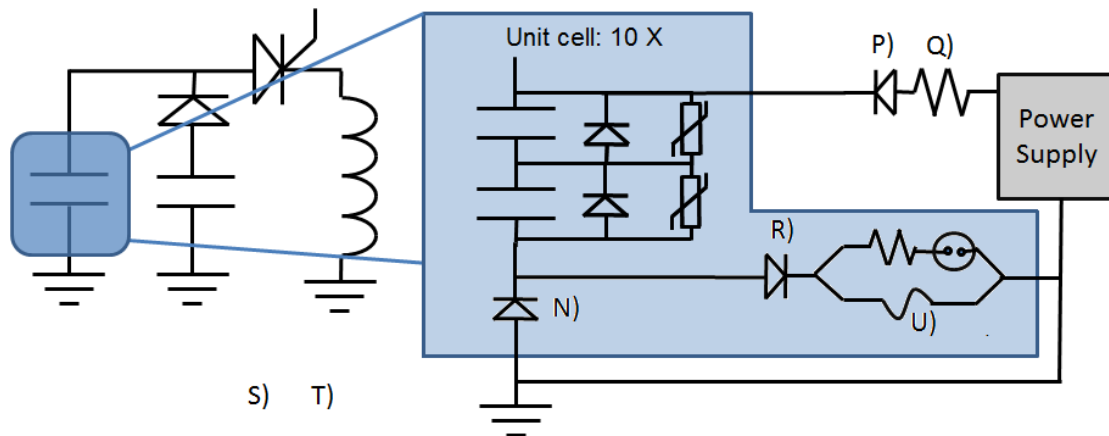 Unit cell: 10 X
P)
Q)
Power
Supply
R)
N)
U)
S) T)